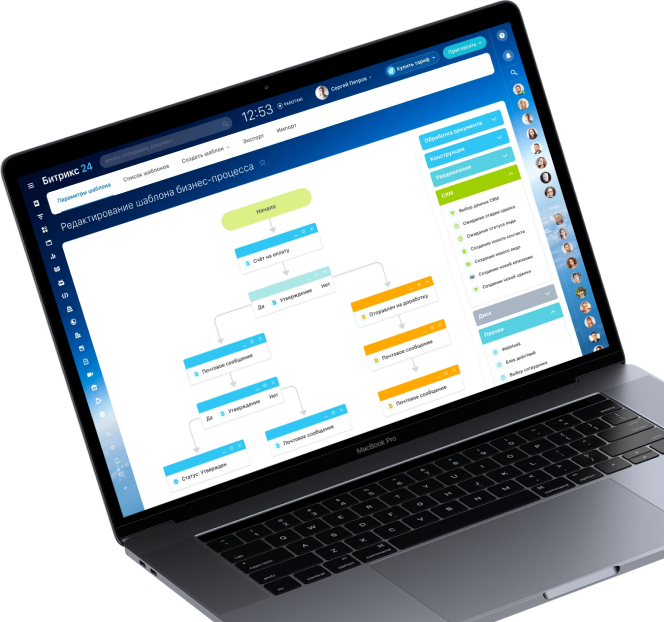 Битрикс 24
12:53
РАБОТАЮ
Сергей Петров
Купить тариф
Пригласить
Параметры шаблона
Список шаблонов
Создать шаблон
Экспорт
Импорт
Редактирование шаблона бизнес-процесса
Начало
Счёт на оплату
Да
Утверждение
Нет
Отправлен на доработку
Почтовое сообщение
Почтовое сообщение
Почтовое сообщение
Да
Утверждение
Нет
Статус: Утвержден
Почтовое сообщение
Обработка документа
Конструкции
Уведомления
CRM
Выбор данных CRM
Ожидание стадии сделки
Ожидание статуса лида
Создание нового контакта
Создание нового лида
Создание новой компании
Создание новой сделки
Диск
Прочее
WebHook
Блок действий
Выбор сотрудника
MacBook Pro